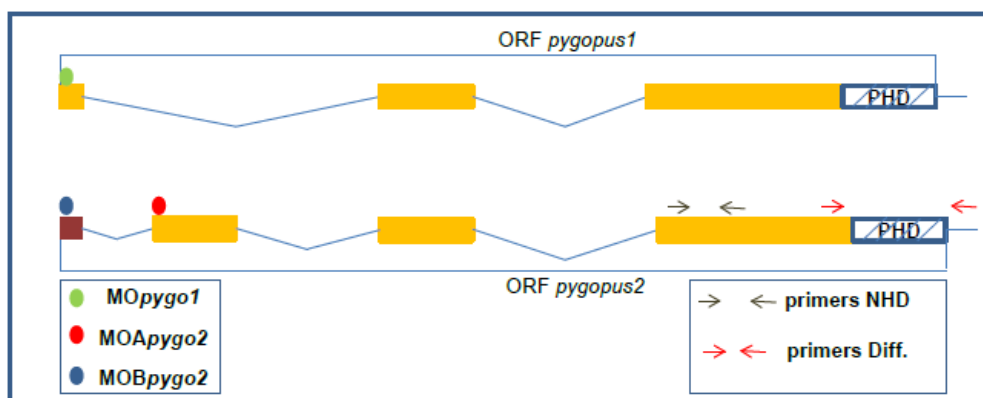 ORF pygopus1
PHD
PHD
ORF pygopus2
MOpygo1
MOApygo2
MOBpygo2
primers NHD
primers Diff.